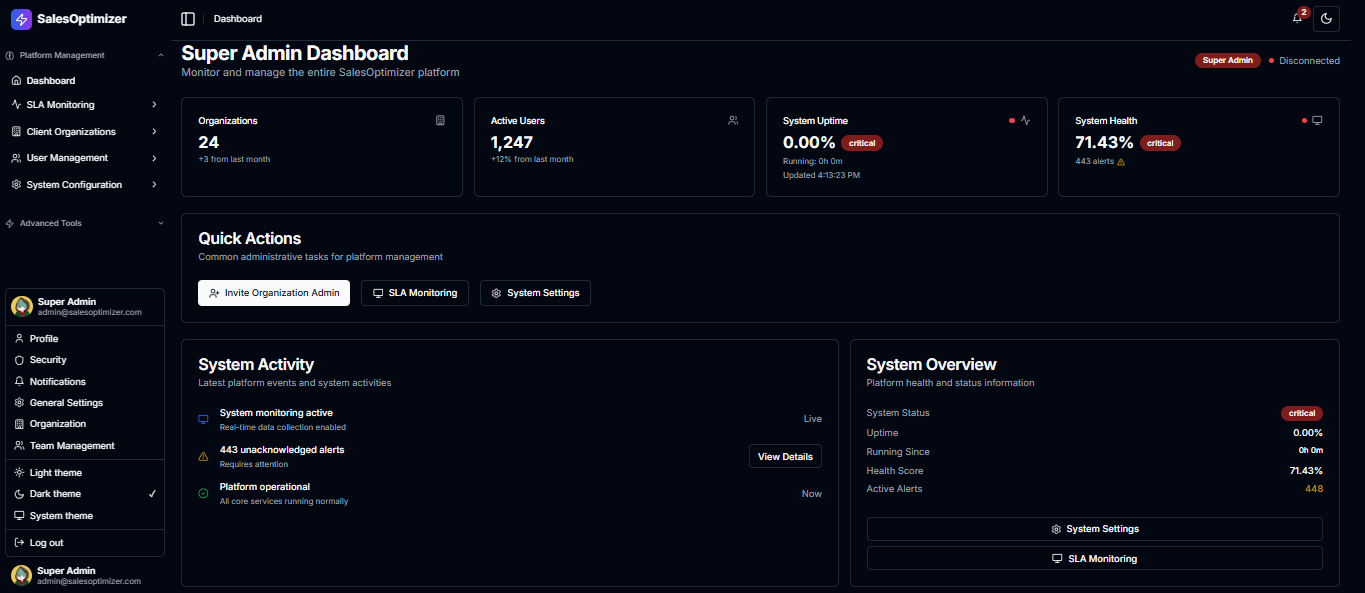 SalesOptimizer
Platform Management
Dashboard
SLA Monitoring
Client Organizations
User Management
System Configuration
Advanced Tools
Super Admin
admin@salesoptimizer.com
Profile
Security
Notifications
General Settings
Organization
Team Management
Light theme
Dark theme
System theme
Log out
Super Admin
admin@salesoptimizer.com
Dashboard
2
Super Admin Dashboard
Monitor and manage the entire SalesOptimizer platform
Super Admin Disconnected
Organizations
24
+3 from last month
Active Users
1,247
+12% from last month
System Uptime
0.00% critical
Running: 0h 0m
Updated 4:13:23 PM
System Health
71.43% critical
443 alerts
Quick Actions
Common administrative tasks for platform management
Invite Organization Admin SLA Monitoring System Settings
System Activity
Latest platform events and system activities
System monitoring active
Real-time data collection enabled
Live
443 unacknowledged alerts
Requires attention
View Details
Platform operational
All core services running normally
Now
System Overview
Platform health and status information
System Status critical
Uptime 0.00%
Running Since 0h 0m
Health Score 71.43%
Active Alerts 448
System Settings
SLA Monitoring